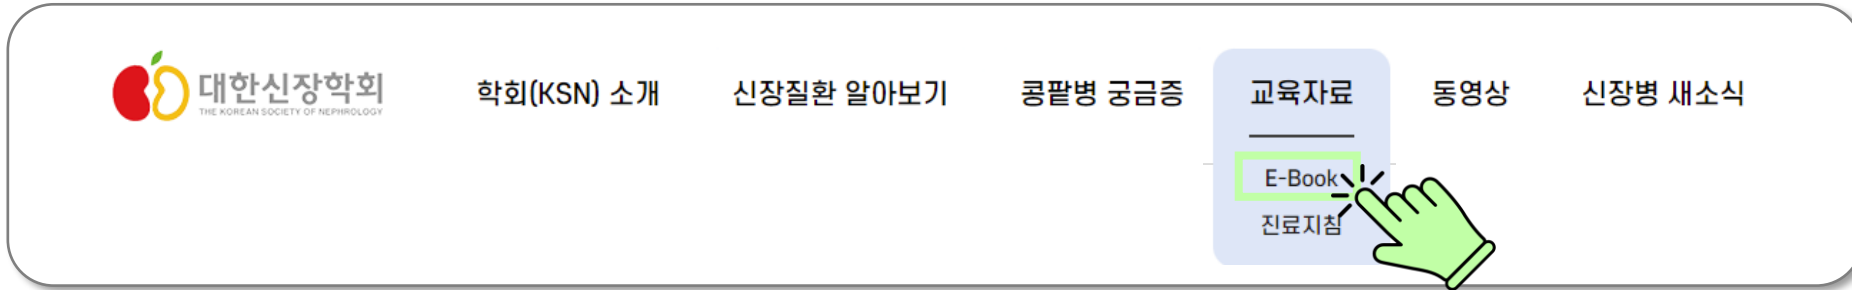 대한신장학회
THE KOREAN SOCIETY OF NEPHROLOGY
학회(KSN) 소개
신장질환 알아보기
콩팥병 궁금증
교육자료
동영상
신장병 새소식
E-Book
진료지침